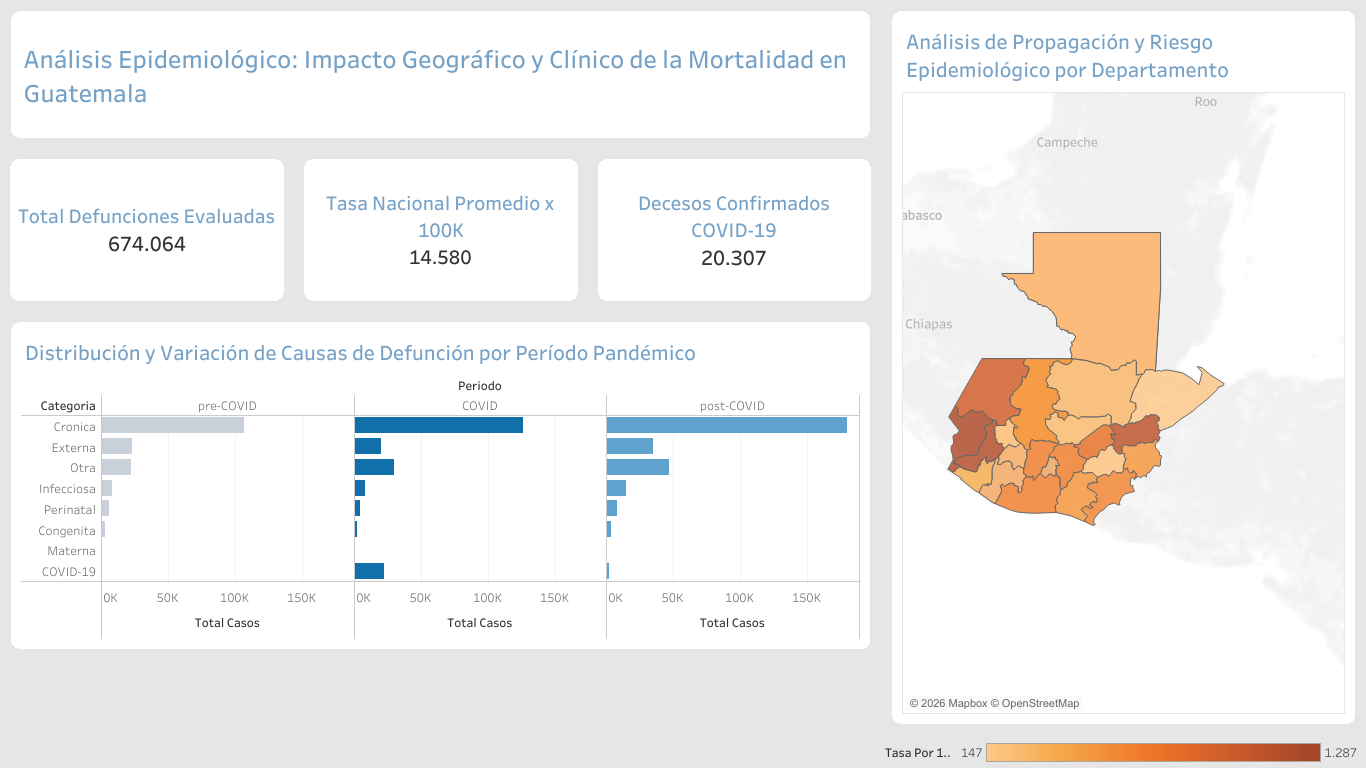 Análisis Epidemiológico: Impacto Geográfico y Clínico de la Mortalidad en
Guatemala
Total Defunciones Evaluadas
674.064
Tasa Nacional Promedio x
100K
14.580
Decesos Confirmados
COVID-19
20.307
Distribución y Variación de Causas de Defunción por Período Pandémico
Periodo
Categoria pre-COVID COVID post-COVID
Cronica
Externa
Otra
Infecciosa
Perinatal
Congenita
Materna
COVID-19
0K 50K 100K 150K 0K 50K 100K 150K 0K 50K 100K 150K
Total Casos Total Casos Total Casos
Análisis de Propagación y Riesgo
Epidemiológico por Departamento
Roo
Campeche
abasco
Chiapas
© 2026 Mapbox © OpenStreetMap
Tasa Por 1.. 147 1.287